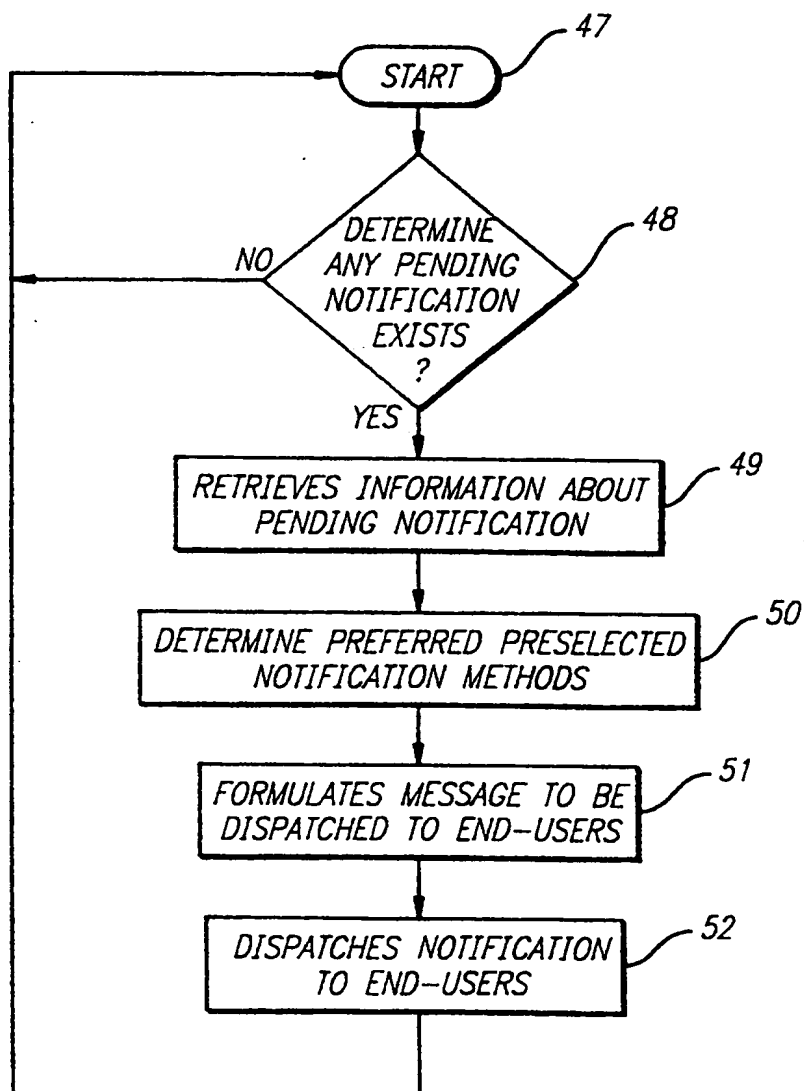 47
START
48
DETERMINE
ANY PENDING
NOTIFICATION
EXISTS
?
NO
YES
49
RETRIEVES INFORMATION ABOUT
PENDING NOTIFICATION
50
DETERMINE PREFERRED PRESELECTED
NOTIFICATION METHODS
51
FORMULATES MESSAGE TO BE
DISPATCHED TO END-USERS
52
DISPATCHES NOTIFICATION
TO END-USERS